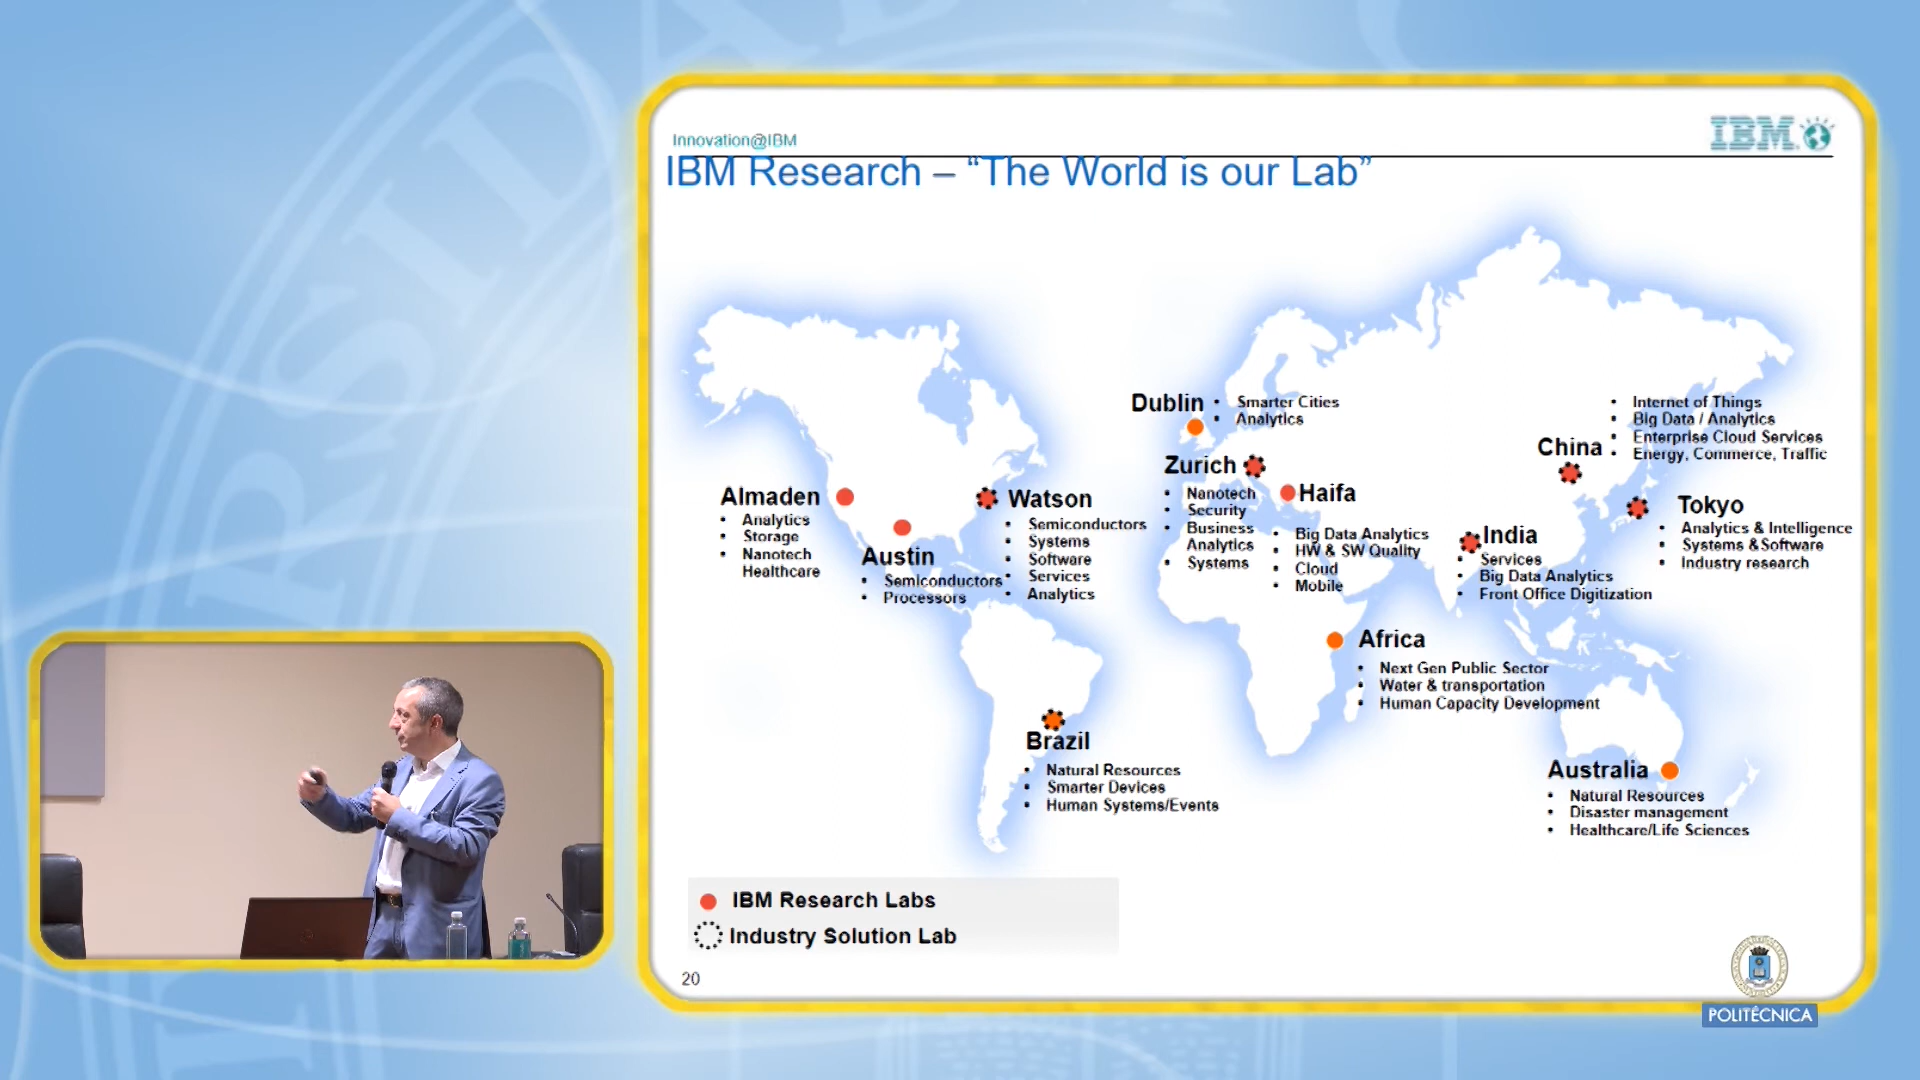 Innovation@IBM
IBM
IBM Research – “The World is our Lab”
Almaden
• Analytics
• Storage
• Nanotech
Healthcare
Austin
• Semiconductors
• Processors
Watson
• Semiconductors
• Systems
• Software
• Services
• Analytics
Brazil
• Natural Resources
• Smarter Devices
• Human Systems/Events
Dublin
• Smarter Cities
• Analytics
Zurich
• Nanotech
• Security
• Business
Analytics
• Systems
Haifa
• Big Data Analytics
• HW & SW Quality
• Cloud
• Mobile
Africa
• Next Gen Public Sector
• Water & transportation
• Human Capacity Development
India
• Services
• Big Data Analytics
• Front Office Digitization
China
• Internet of Things
• Big Data / Analytics
• Enterprise Cloud Services
• Energy, Commerce, Traffic
Tokyo
• Analytics & Intelligence
• Systems &Software
• Industry research
Australia
• Natural Resources
• Disaster management
• Healthcare/Life Sciences
IBM Research Labs
Industry Solution Lab
20
POLITÉCNICA